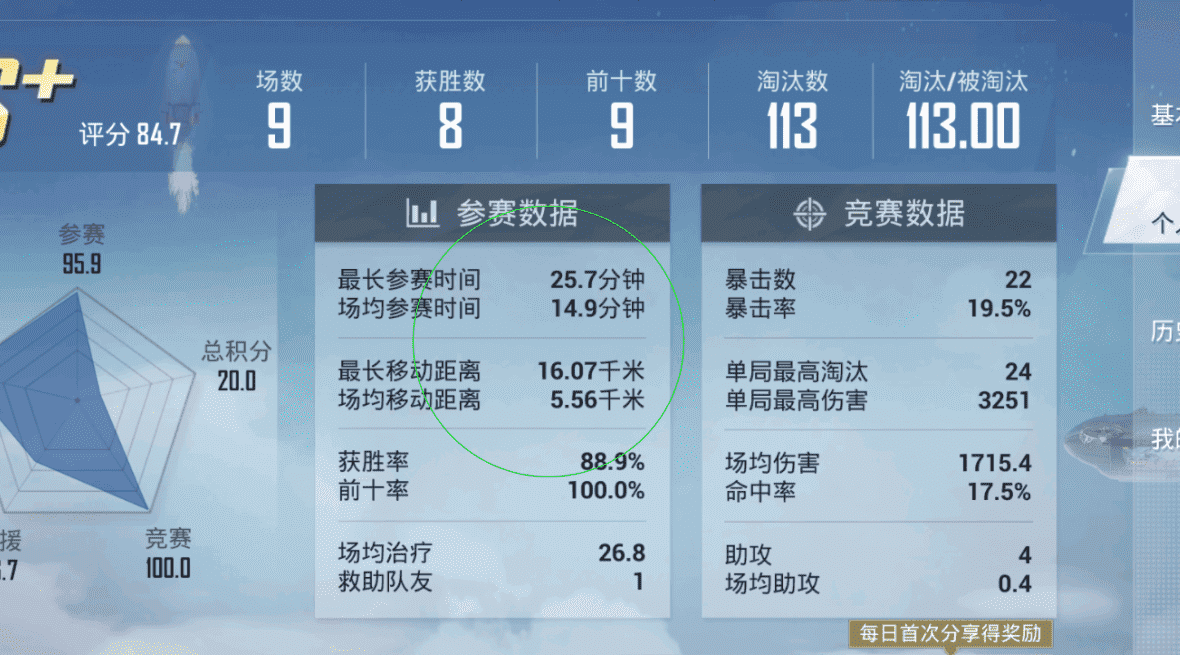 场数 获胜数 前十数 淘汰数 淘汰/被淘汰
评分 84.7 9 8 9 113 113.00
参赛数据
最长参赛时间 25.7分钟
场均参赛时间 14.9分钟
最长移动距离 16.07千米
场均移动距离 5.56千米
获胜率 88.9%
前十率 100.0%
场均治疗 26.8
救助队友 1
竞赛数据
暴击数 22
暴击率 19.5%
单局最高淘汰 24
单局最高伤害 3251
场均伤害 1715.4
命中率 17.5%
助攻 4
场均助攻 0.4
参赛
95.9
总积分
20.0
援
.7
竞赛
100.0
每日首次分享得奖励
基
个
历
我